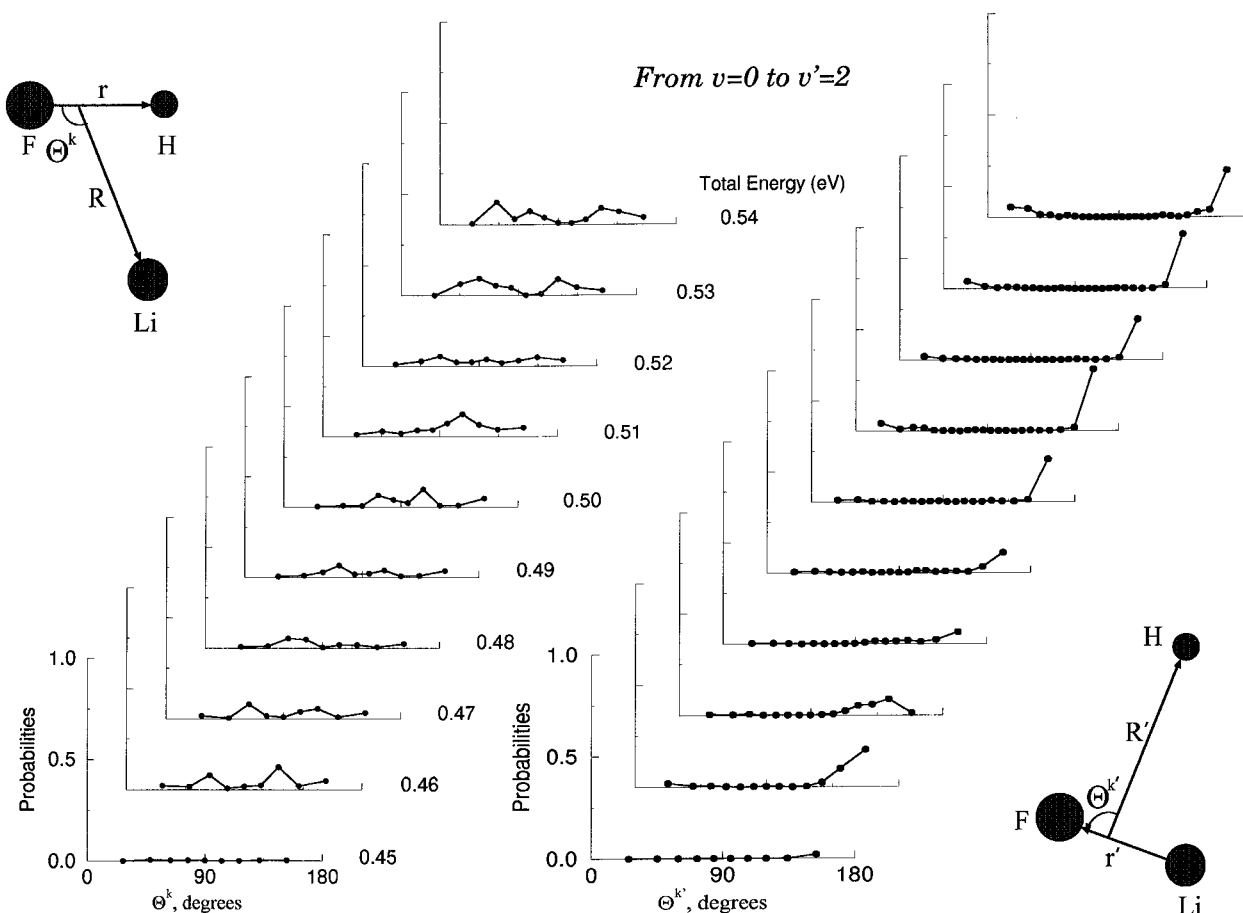 From v=0 to v'=2
r
F
Θ^k
H
R
Li
Total Energy (eV)
0.54
0.53
0.52
0.51
0.50
0.49
0.48
0.47
0.46
0.45
1.0
0.5
0.0
Probabilities
0
90
180
Θ^k, degrees
1.0
0.5
0.0
Probabilities
0
90
180
Θ^k', degrees
H
R'
Θ^k'
F
r'
Li